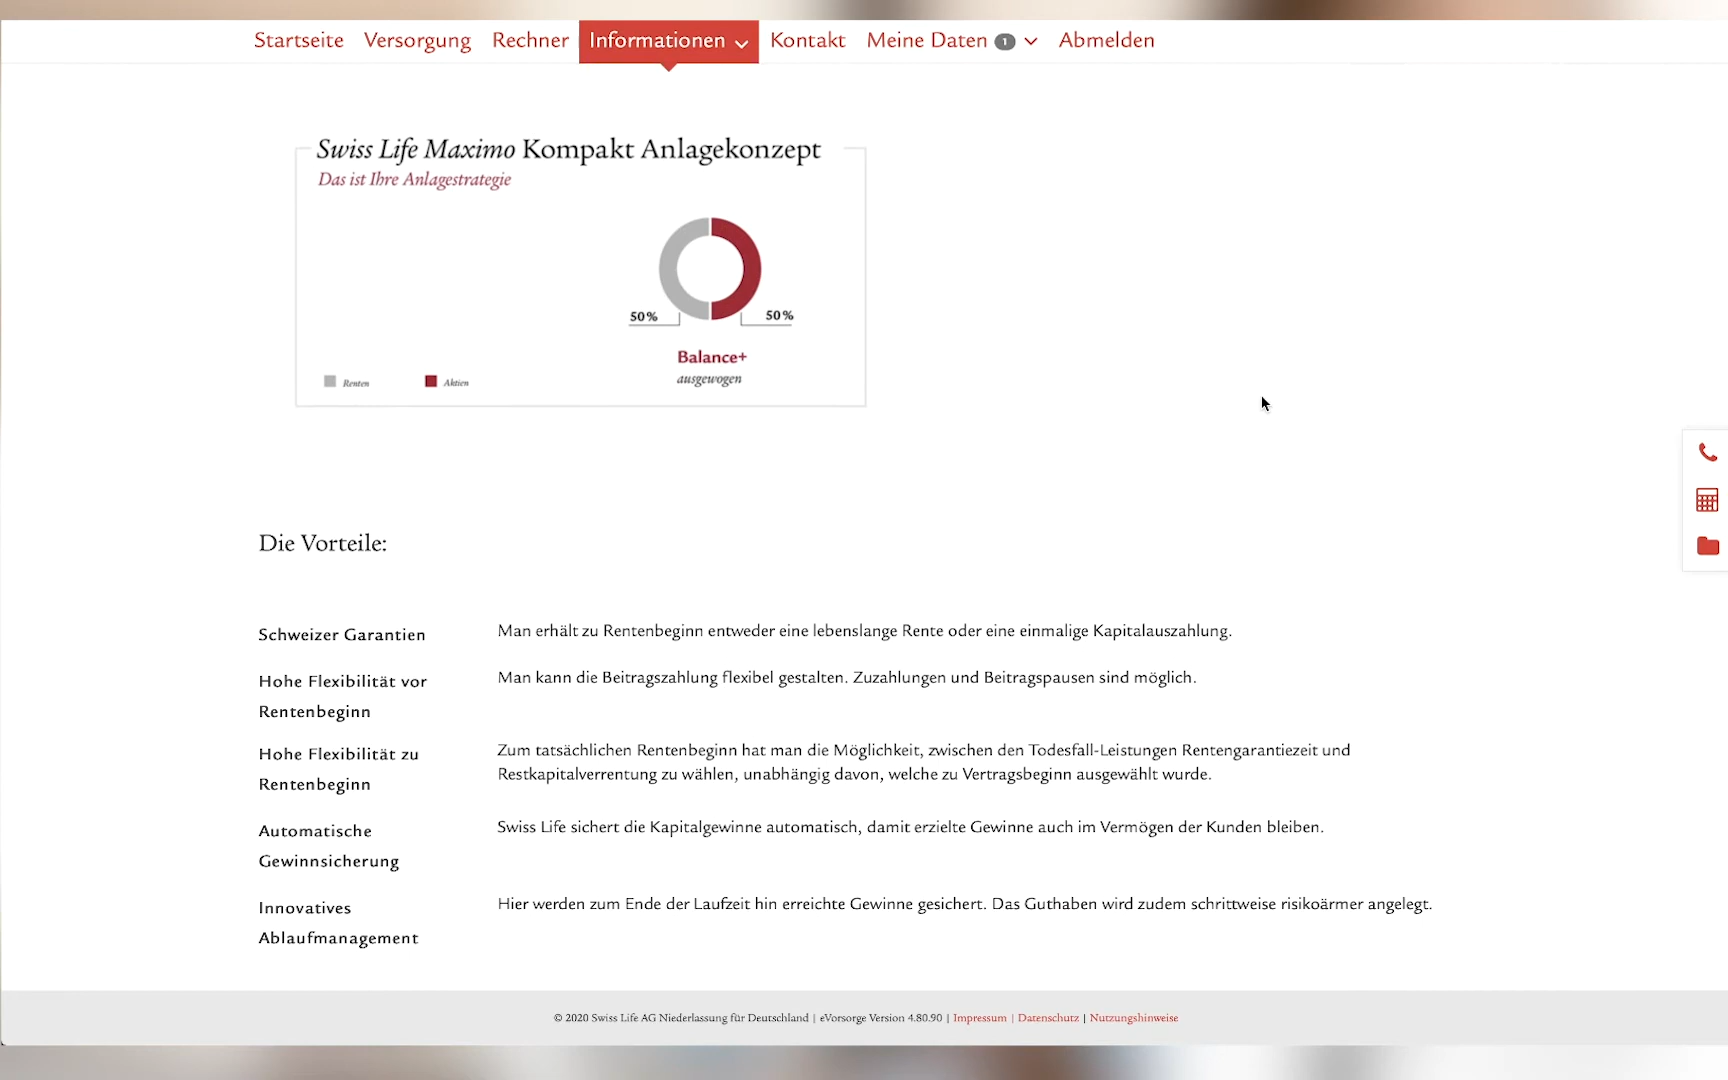 Startseite Versorgung Rechner Informationen Kontakt Meine Daten 1 Abmelden
Swiss Life Maximo Kompakt Anlagekonzept
Das ist Ihre Anlagestrategie
50% 50%
Balance+
ausgewogen
Renten Aktien
Die Vorteile:
Schweizer Garantien
Man erhält zu Rentenbeginn entweder eine lebenslange Rente oder eine einmalige Kapitalauszahlung.
Hohe Flexibilität vor
Rentenbeginn
Man kann die Beitragszahlung flexibel gestalten. Zuzahlungen und Beitragspausen sind möglich.
Hohe Flexibilität zu
Rentenbeginn
Zum tatsächlichen Rentenbeginn hat man die Möglichkeit, zwischen den Todesfall-Leistungen Rentengarantiezeit und
Restkapitalverrentung zu wählen, unabhängig davon, welche zu Vertragsbeginn ausgewählt wurde.
Automatische
Gewinnsicherung
Swiss Life sichert die Kapitalgewinne automatisch, damit erzielte Gewinne auch im Vermögen der Kunden bleiben.
Innovatives
Ablaufmanagement
Hier werden zum Ende der Laufzeit hin erreichte Gewinne gesichert. Das Guthaben wird zudem schrittweise risikoärmer angelegt.
© 2020 Swiss Life AG Niederlassung für Deutschland | eVorsorge Version 4.80.90 | Impressum | Datenschutz | Nutzungshinweise